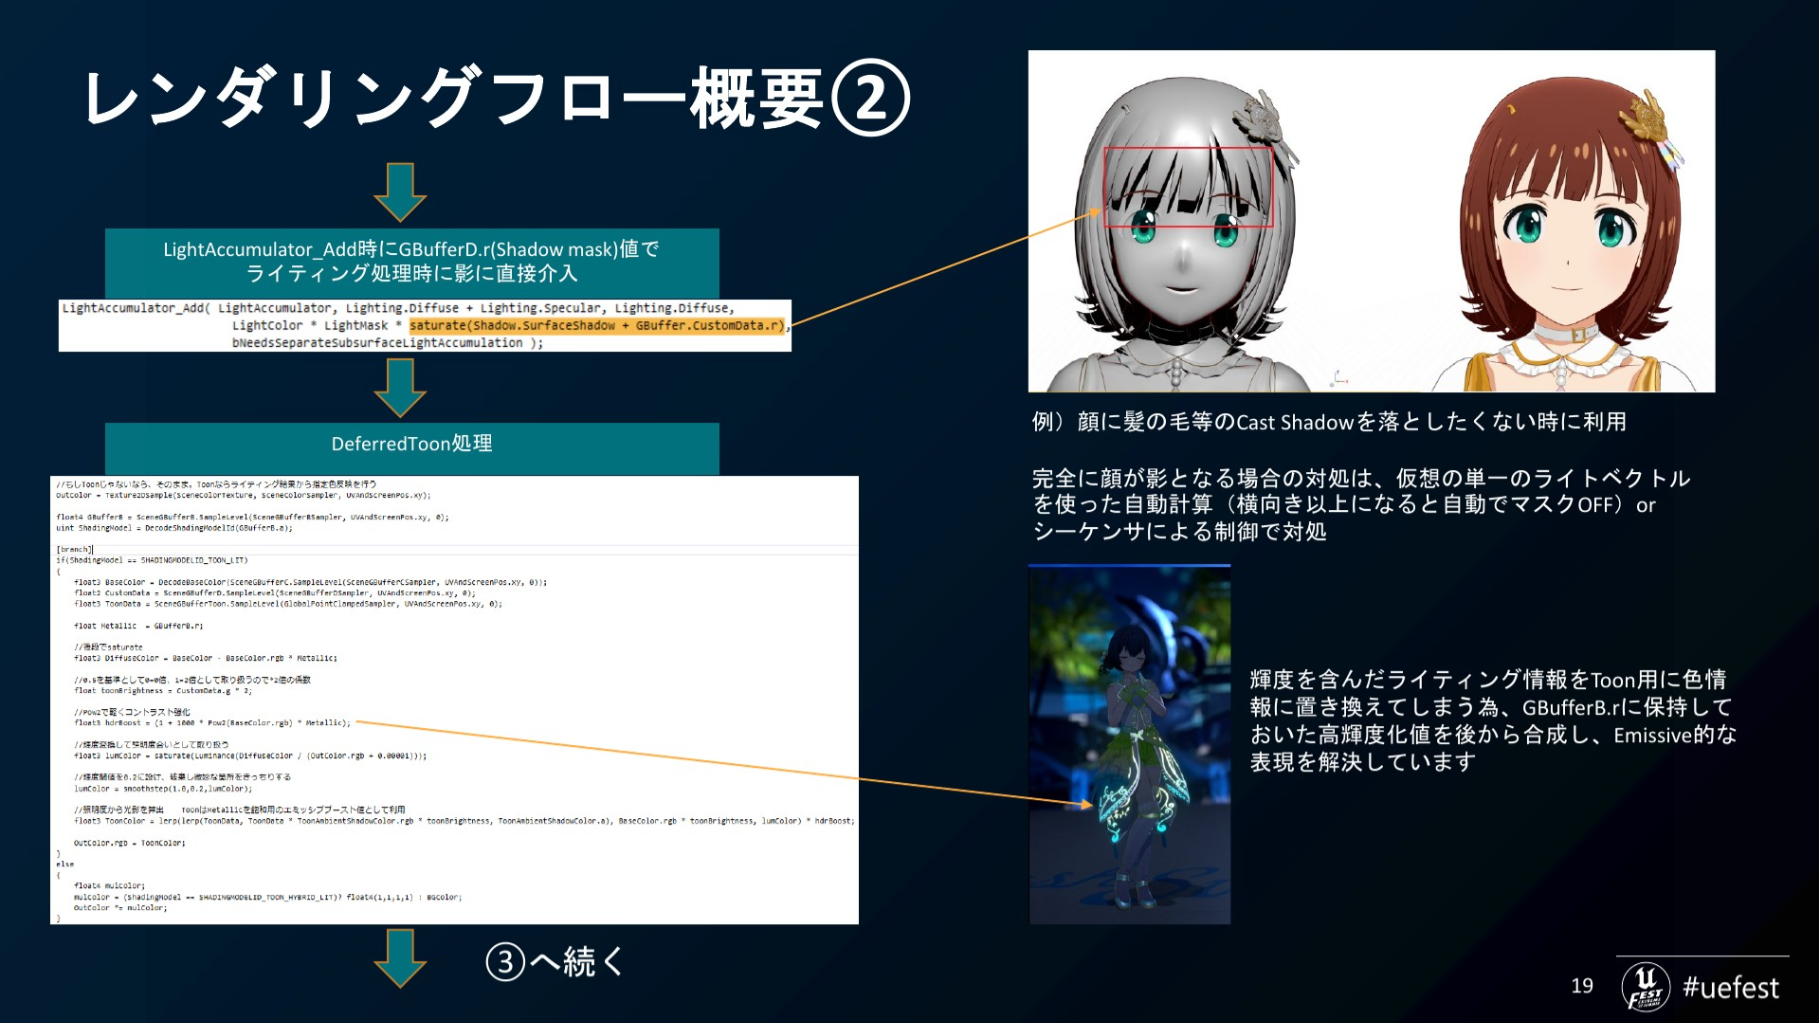 レンダリングフロー概要②
LightAccumulator_Add時にGBufferD.r(Shadow mask)値で
ライティング処理時に影に直接介入
LightAccumulator_Add( LightAccumulator, Lighting.Diffuse + Lighting.Specular, Lighting.Diffuse,
LightColor * LightMask * saturate(Shadow.SurfaceShadow + GBuffer.CustomData.r),
bNeedsSeparateSubsurfaceLightAccumulation );
DeferredToon処理
//もしToonじゃないなら、そのまま。Toonならライティング結果から指定色反映を行う
OutColor = Texture2DSample(SceneColorTexture, SceneColorSampler, UVAndScreenPos.xy);
float4 GBufferB = SceneGBufferB.SampleLevel(SceneGBufferBSampler, UVAndScreenPos.xy, 0);
uint ShadingModel = DecodeShadingModelId(GBufferB.a);
[branch]
if(ShadingModel == SHADINGMODELID_TOON_LIT)
{
float3 BaseColor = DecodeBaseColor(SceneGBufferC.SampleLevel(SceneGBufferCSampler, UVAndScreenPos.xy, 0));
float2 CustomData = SceneGBufferD.SampleLevel(SceneGBufferDSampler, UVAndScreenPos.xy, 0);
float3 ToonData = SceneGBufferToon.SampleLevel(GlobalPointClampedSampler, UVAndScreenPos.xy, 0);
float Metallic = GBufferB.r;
//後段でsaturate
float3 DiffuseColor = BaseColor - BaseColor.rgb * Metallic;
//0.5を基準として0=0倍、1=2倍として取り扱うので*2倍の係数
float toonBrightness = CustomData.g * 2;
//Pow2で軽くコントラスト強化
float3 hdrBoost = (1 + 1000 * Pow2(BaseColor.rgb) * Metallic);
//輝度変換して照明度合いとして取り扱う
float3 lumColor = saturate(Luminance(DiffuseColor / (OutColor.rgb + 0.00001)));
//輝度閾値を0.2に設け、破棄し微妙な箇所をきっちりする
lumColor = smoothstep(1.0,0.2,lumColor);
//照明度から光影を算出 ToonはMetallicを飽和用のエミッシブブースト値として利用
float3 ToonColor = lerp(lerp(ToonData, ToonData * ToonAmbientShadowColor.rgb * toonBrightness, ToonAmbientShadowColor.a), BaseColor.rgb * toonBrightness, lumColor) * hdrBoost;
OutColor.rgb = ToonColor;
}
else
{
float4 mulColor;
mulColor = (ShadingModel == SHADINGMODELID_TOON_HYBRID_LIT)? float4(1,1,1,1) : BGColor;
OutColor *= mulColor;
}
③へ続く
例）顔に髪の毛等のCast Shadowを落としたくない時に利用
完全に顔が影となる場合の対処は、仮想の単一のライトベクトル
を使った自動計算（横向き以上になると自動でマスクOFF）or
シーケンサによる制御で対処
輝度を含んだライティング情報をToon用に色情
報に置き換えてしまう為、GBufferB.rに保持して
おいた高輝度化値を後から合成し、Emissive的な
表現を解決しています
19
FEST
#uefest